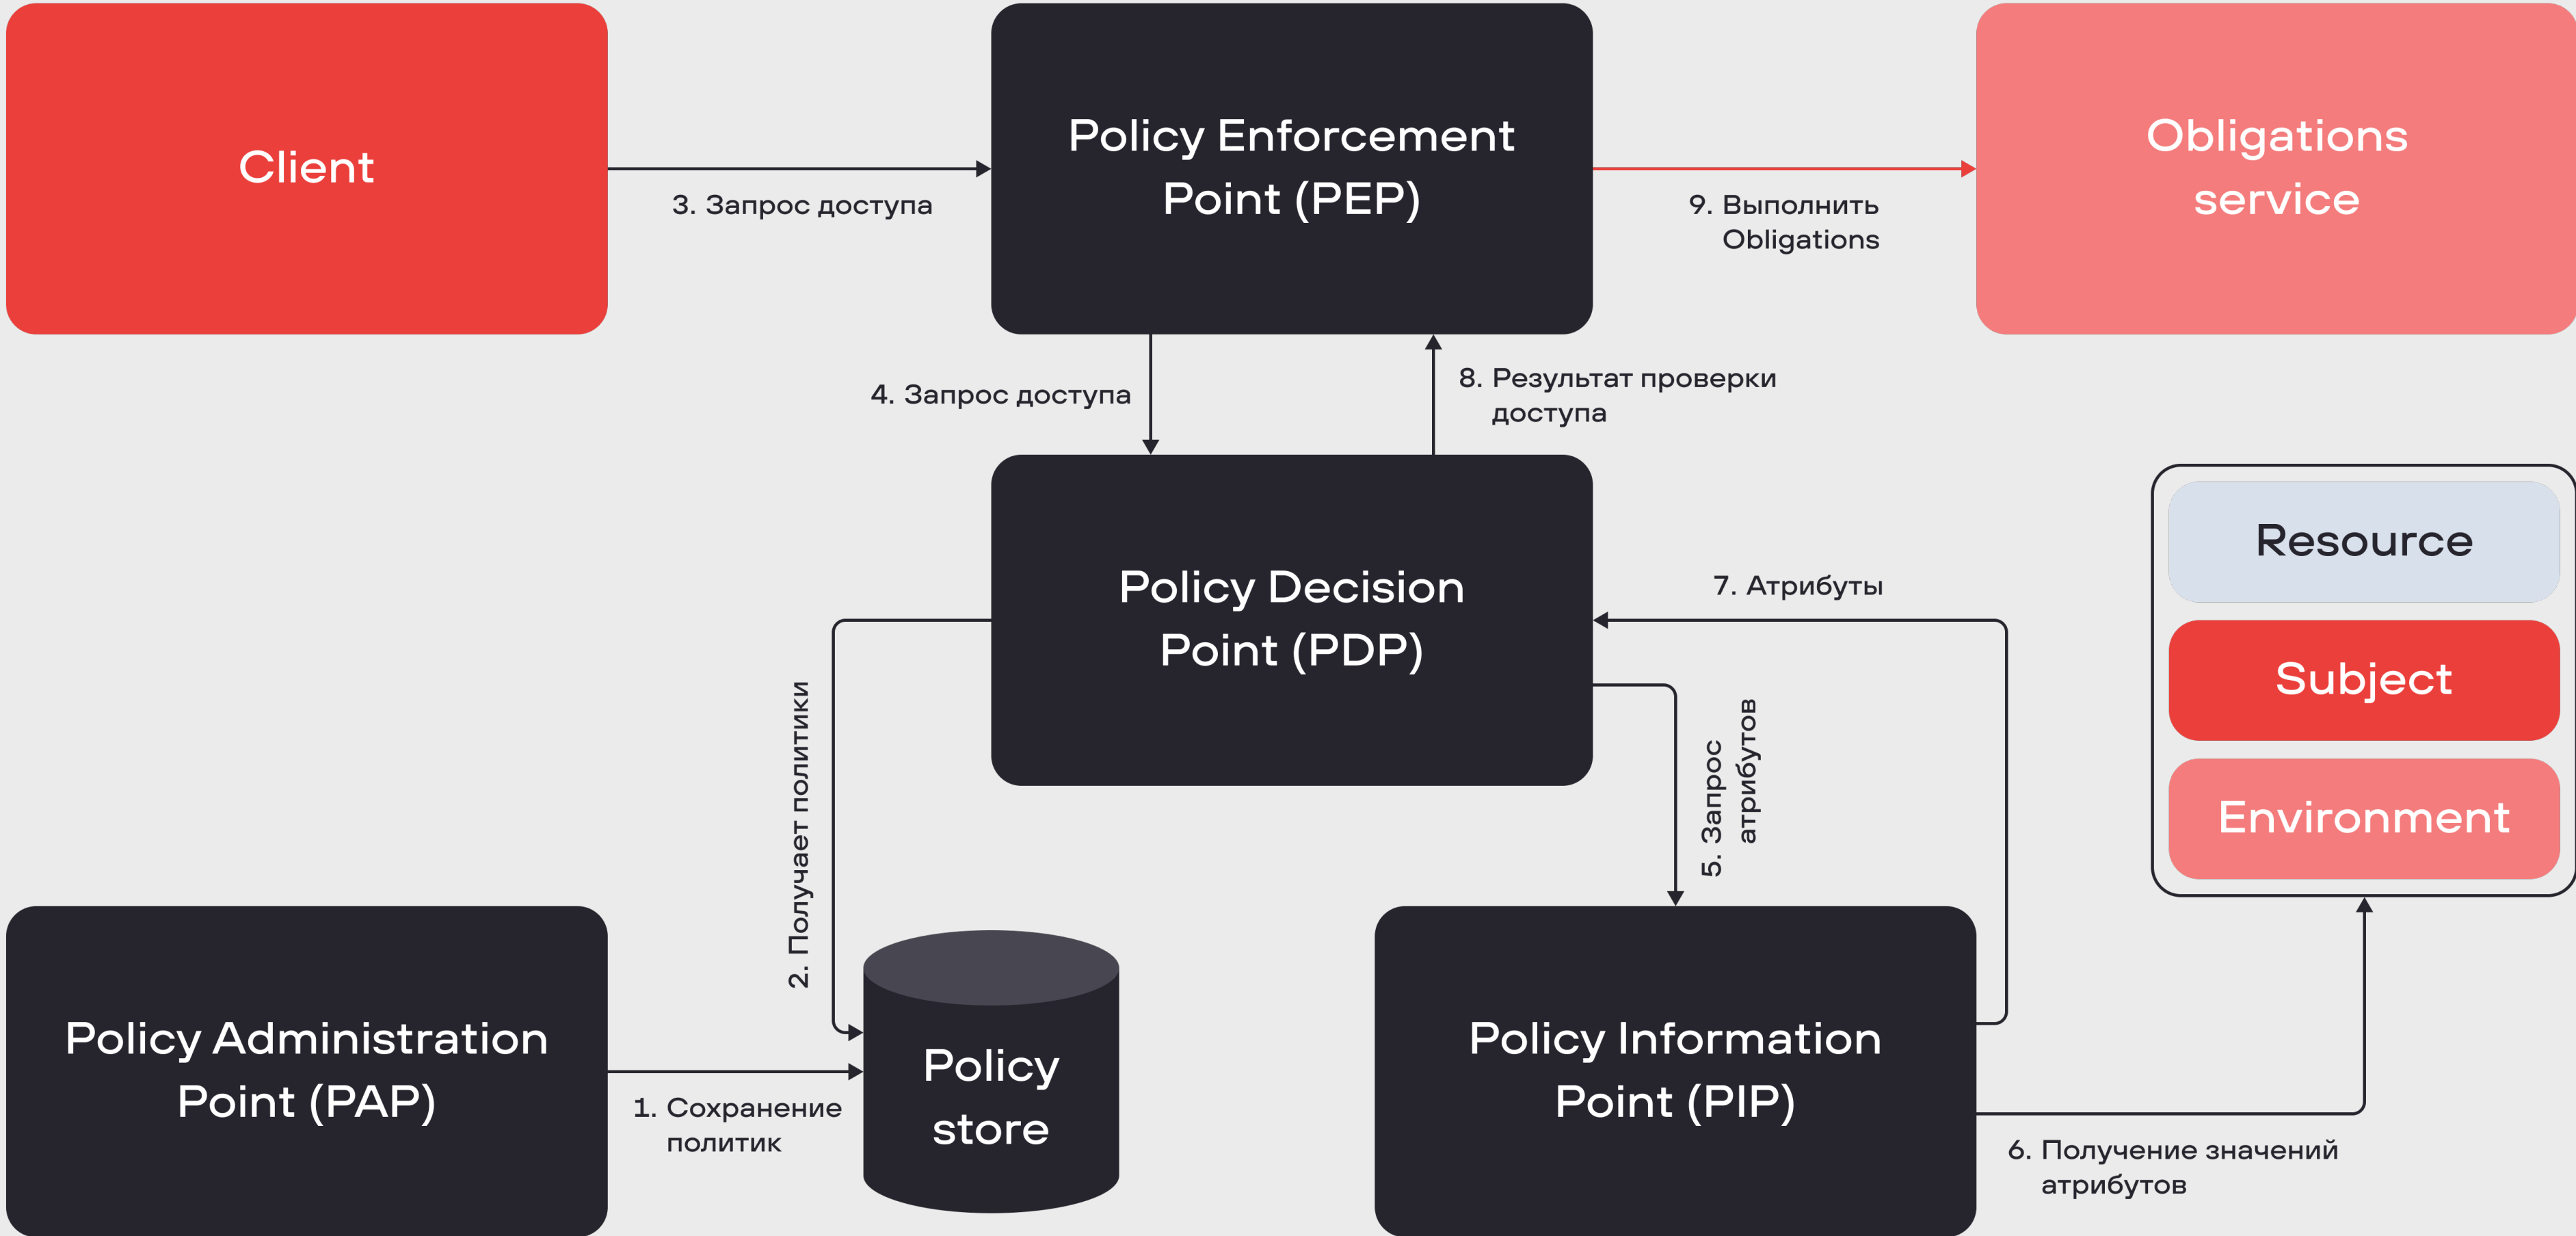 Client
3. Запрос доступа
Policy Enforcement
Point (PEP)
9. Выполнить
Obligations
Obligations
service
4. Запрос доступа
8. Результат проверки
доступа
Policy Decision
Point (PDP)
7. Атрибуты
Resource
Subject
Environment
2. Получает политики
5. Запрос
атрибутов
Policy Administration
Point (PAP)
1. Сохранение
политик
Policy
store
Policy Information
Point (PIP)
6. Получение значений
атрибутов